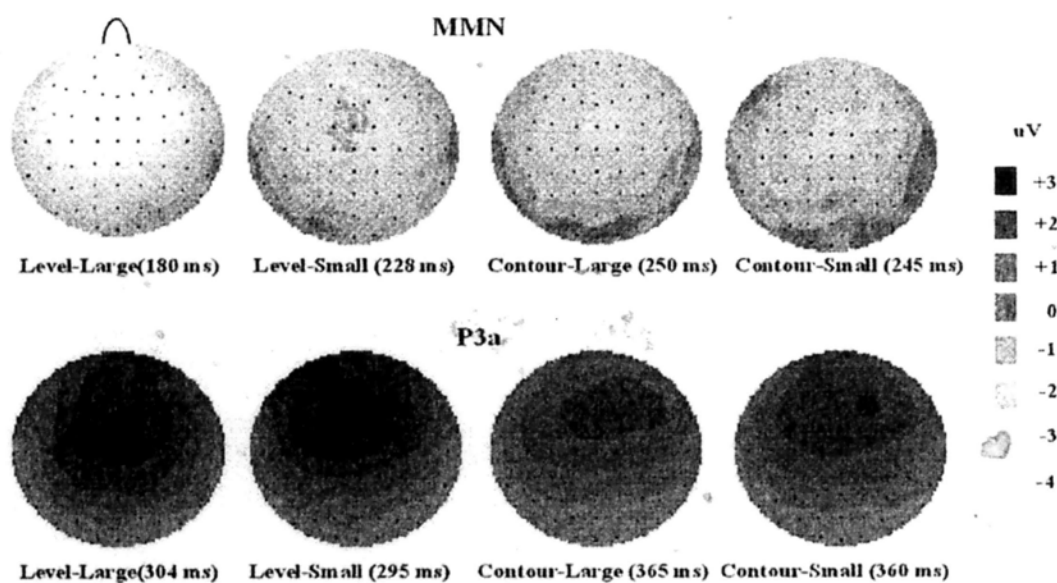 MMN
Level-Large(180 ms) Level-Small (228 ms) Contour-Large (250 ms) Contour-Small (245 ms)
uV
+3
+2
+1
0
-1
-2
-3
-4
P3a
Level-Large(304 ms) Level-Small (295 ms) Contour-Large (365 ms) Contour-Small (360 ms)